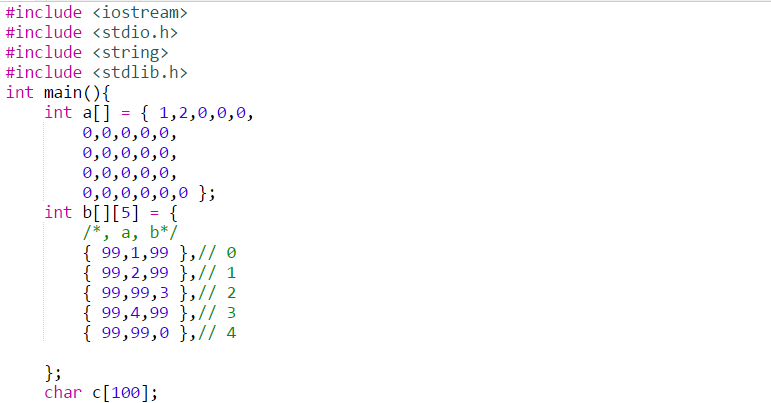 #include <iostream>
#include <stdio.h>
#include <string>
#include <stdlib.h>
int main(){
    int a[] = { 1,2,0,0,0,
        0,0,0,0,0,
        0,0,0,0,0,
        0,0,0,0,0,
        0,0,0,0,0,0 };
    int b[][5] = {
        /*, a, b*/
        { 99,1,99 },// 0
        { 99,2,99 },// 1
        { 99,99,3 },// 2
        { 99,4,99 },// 3
        { 99,99,0 },// 4

    };
    char c[100];